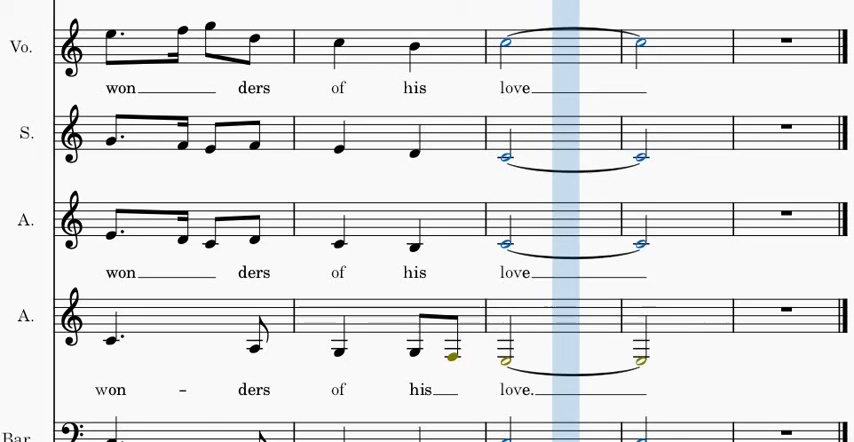 Vo.
won ders of his love
S.
A.
won ders of his love
A.
won - ders of his love.
Bar.